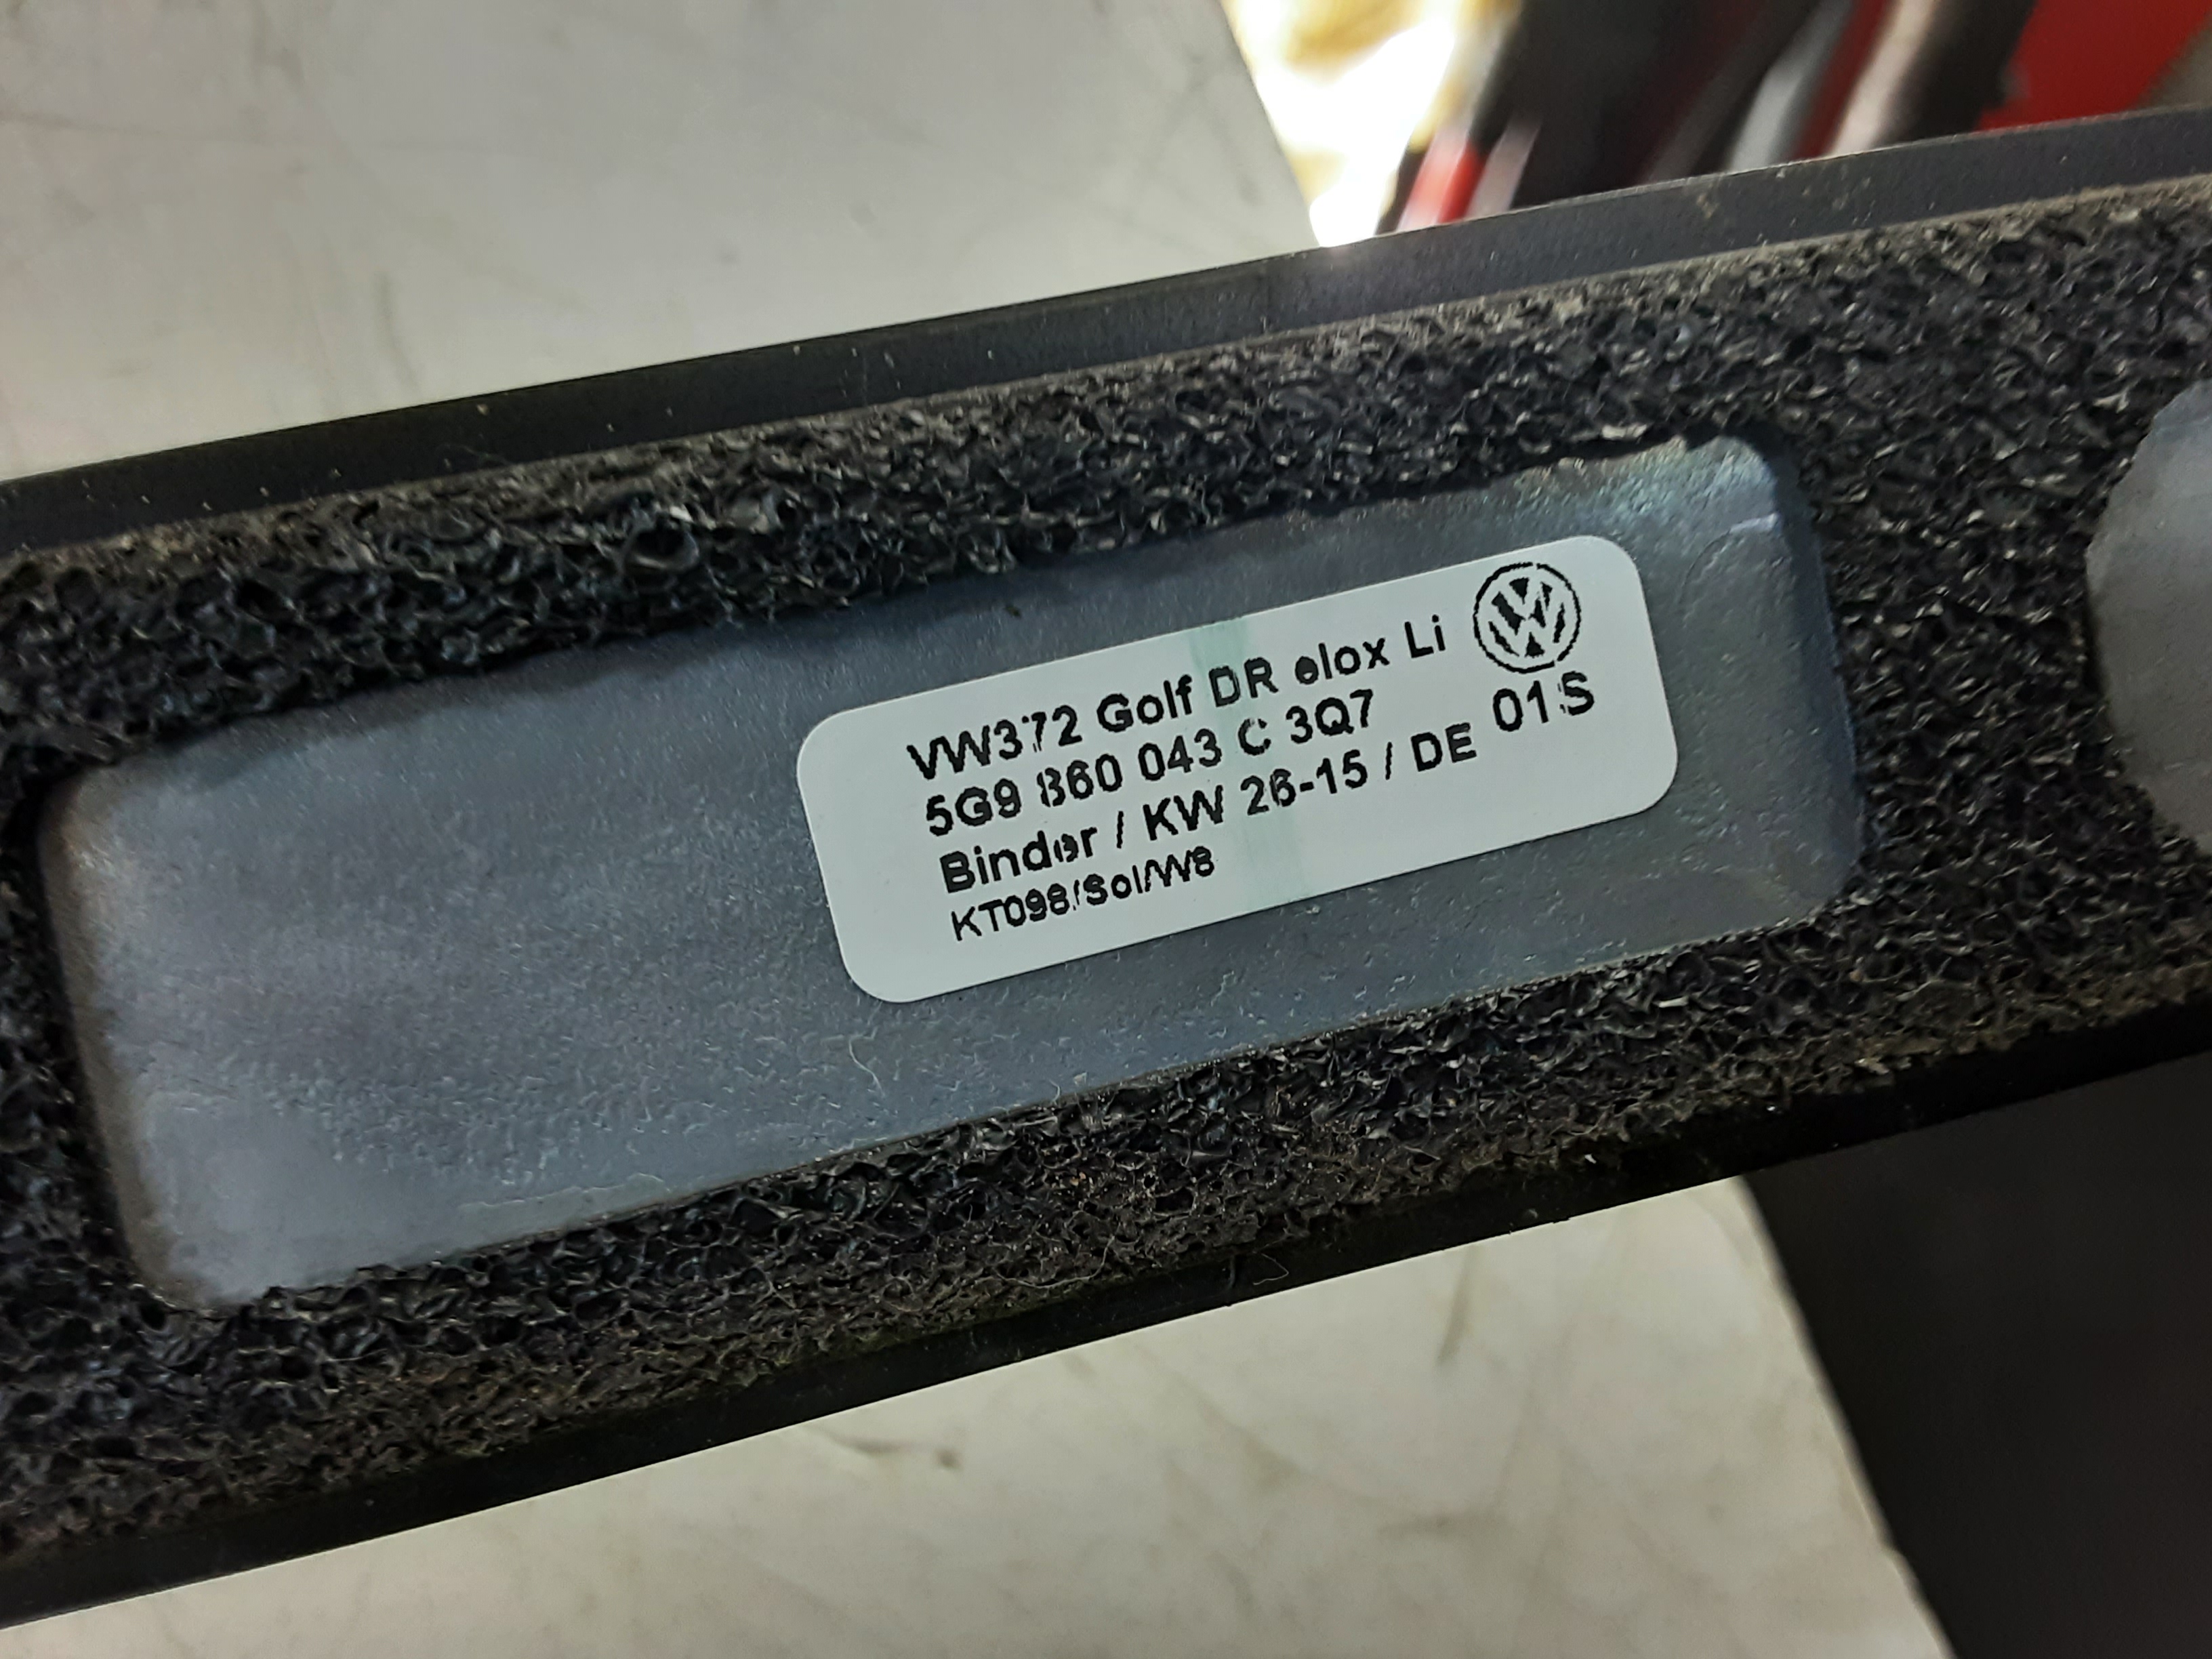 VW372 Golf DR elox Li
5G9 860 043 C 3Q7
Binder / KW 26-15 / DE 01S
KT098/Sol/W8